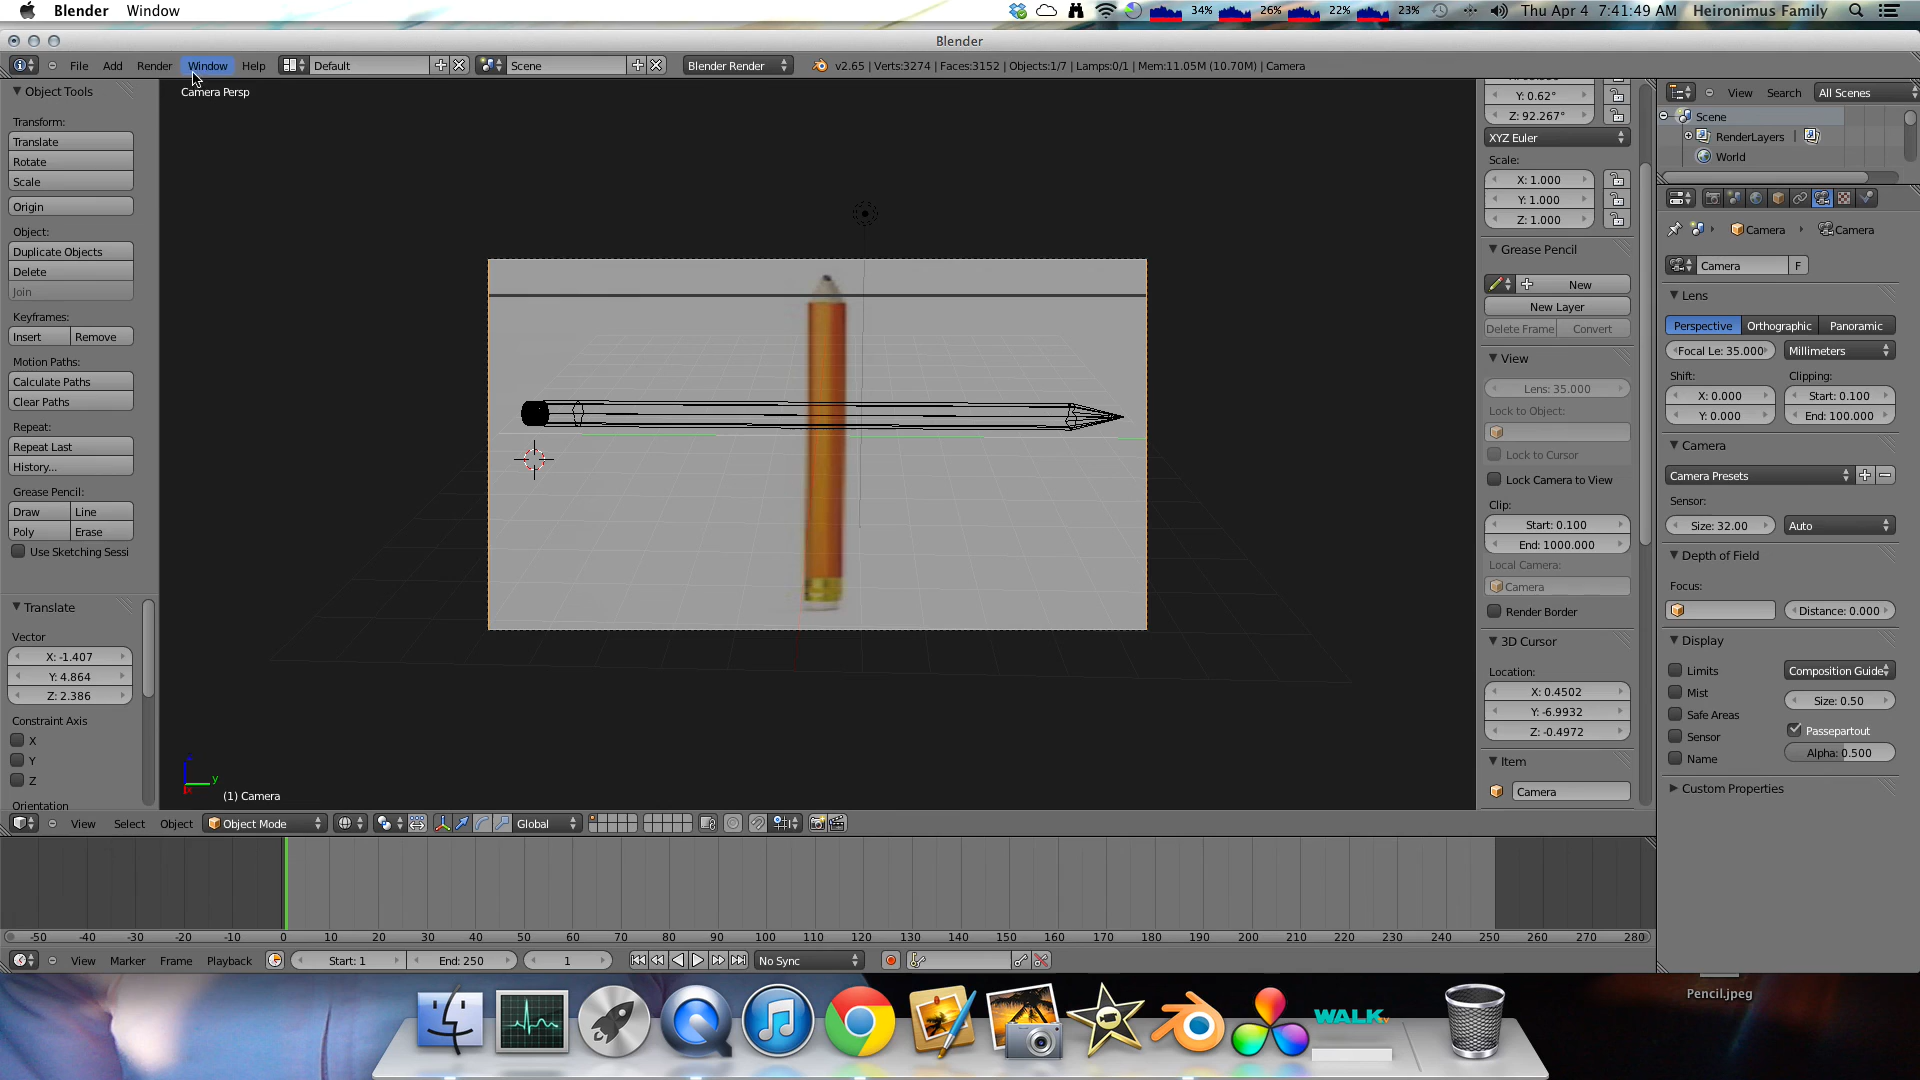 Blender Window 34% 26% 22% 23% Thu Apr 4 7:41:49 AM Heironimus Family
Blender
File Add Render Window Help Default Scene Blender Render v2.65 | Verts:3274 | Faces:3152 | Objects:1/7 | Lamps:0/1 | Mem:11.05M (10.70M) | Camera
Object Tools
Transform:
Translate
Rotate
Scale
Origin
Object:
Duplicate Objects
Delete
Join
Keyframes:
Insert Remove
Motion Paths:
Calculate Paths
Clear Paths
Repeat:
Repeat Last
History...
Grease Pencil:
Draw Line
Poly Erase
Use Sketching Sessi
Translate
Vector
X: -1.407
Y: 4.864
Z: 2.386
Constraint Axis
X
Y
Z
Orientation
Camera Persp
z
y
x
(1) Camera
Y: 0.62°
Z: 92.267°
XYZ Euler
Scale:
X: 1.000
Y: 1.000
Z: 1.000
Grease Pencil
New
New Layer
Delete Frame Convert
View
Lens: 35.000
Lock to Object:
Lock to Cursor
Lock Camera to View
Clip:
Start: 0.100
End: 1000.000
Local Camera:
Camera
Render Border
3D Cursor
Location:
X: 0.4502
Y: -6.9932
Z: -0.4972
Item
Camera
View Search All Scenes
Scene
RenderLayers |
World
Camera Camera
Camera F
Lens
Perspective Orthographic Panoramic
Focal Le: 35.000 Millimeters
Shift: Clipping:
X: 0.000 Start: 0.100
Y: 0.000 End: 100.000
Camera
Camera Presets
Sensor:
Size: 32.00 Auto
Depth of Field
Focus:
Distance: 0.000
Display
Limits Composition Guide
Mist Size: 0.50
Safe Areas Passepartout
Sensor Alpha: 0.500
Name
Custom Properties
View Select Object Object Mode Global
-50 -40 -30 -20 -10 0 10 20 30 40 50 60 70 80 90 100 110 120 130 140 150 160 170 180 190 200 210 220 230 240 250 260 270 280
View Marker Frame Playback Start: 1 End: 250 1 No Sync
Pencil.jpeg
WALK